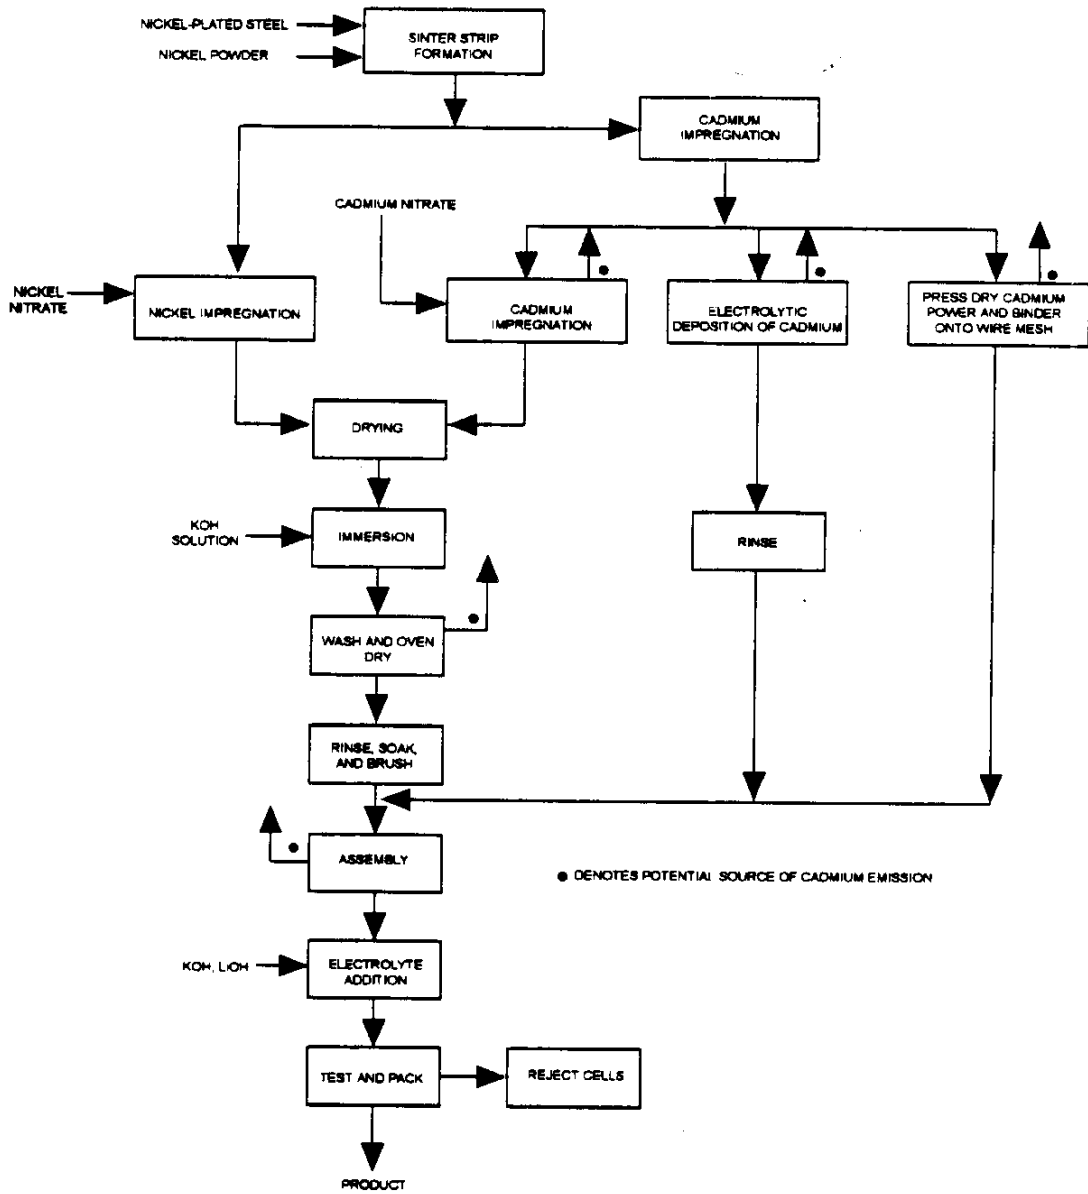 NICKEL-PLATED STEEL
NICKEL POWDER
SINTER STRIP
FORMATION
CADMIUM
IMPREGNATION
CADMIUM NITRATE
NICKEL
NITRATE
NICKEL IMPREGNATION
CADMIUM
IMPREGNATION
ELECTROLYTIC
DEPOSITION OF CADMIUM
PRESS DRY CADMIUM
POWER AND BINDER
ONTO WIRE MESH
DRYING
KOH
SOLUTION
IMMERSION
RINSE
WASH AND OVEN
DRY
RINSE, SOAK,
AND BRUSH
ASSEMBLY
● DENOTES POTENTIAL SOURCE OF CADMIUM EMISSION
KOH, LiOH
ELECTROLYTE
ADDITION
TEST AND PACK
REJECT CELLS
PRODUCT